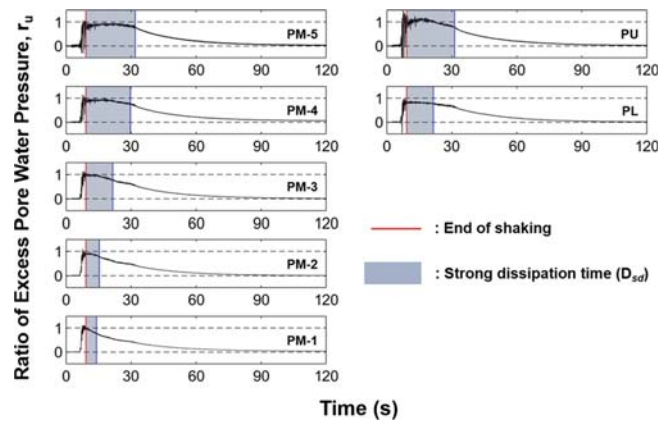 Ratio of Excess Pore Water Pressure, r_u
1
0
PM-5
0 30 60 90 120
1
0
PU
0 30 60 90 120
1
0
PM-4
0 30 60 90 120
1
0
PL
0 30 60 90 120
1
0
PM-3
0 30 60 90 120
: End of shaking
1
0
PM-2
0 30 60 90 120
: Strong dissipation time (D_sd)
1
0
PM-1
0 30 60 90 120
Time (s)